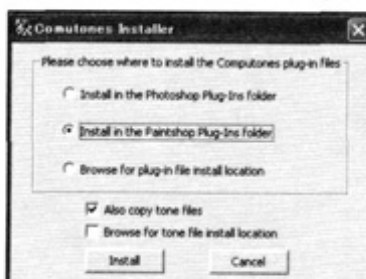 Comutones Installer
Please choose where to install the Computones plug-in files
Install in the Photoshop Plug-Ins folder
Install in the Paintshop Plug-Ins folder
Browse for plug-in file install location
Also copy tone files
Browse for tone file install location
Install Cancel